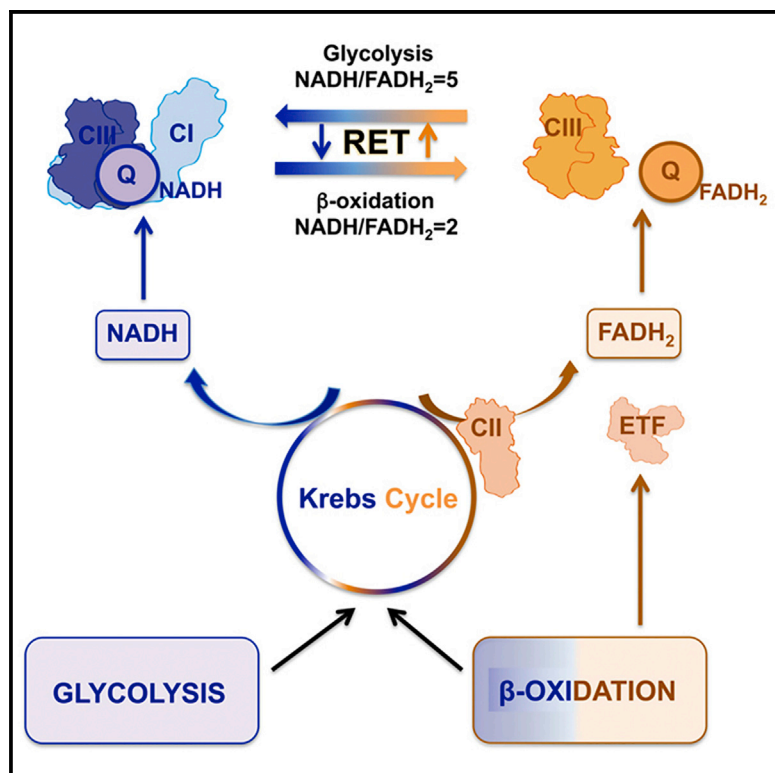 Glycolysis
NADH/FADH₂=5
CIII
CI
Q
NADH
RET
CIII
Q
FADH₂
β-oxidation
NADH/FADH₂=2
NADH
FADH₂
CII
ETF
Krebs Cycle
GLYCOLYSIS
β-OXIDATION